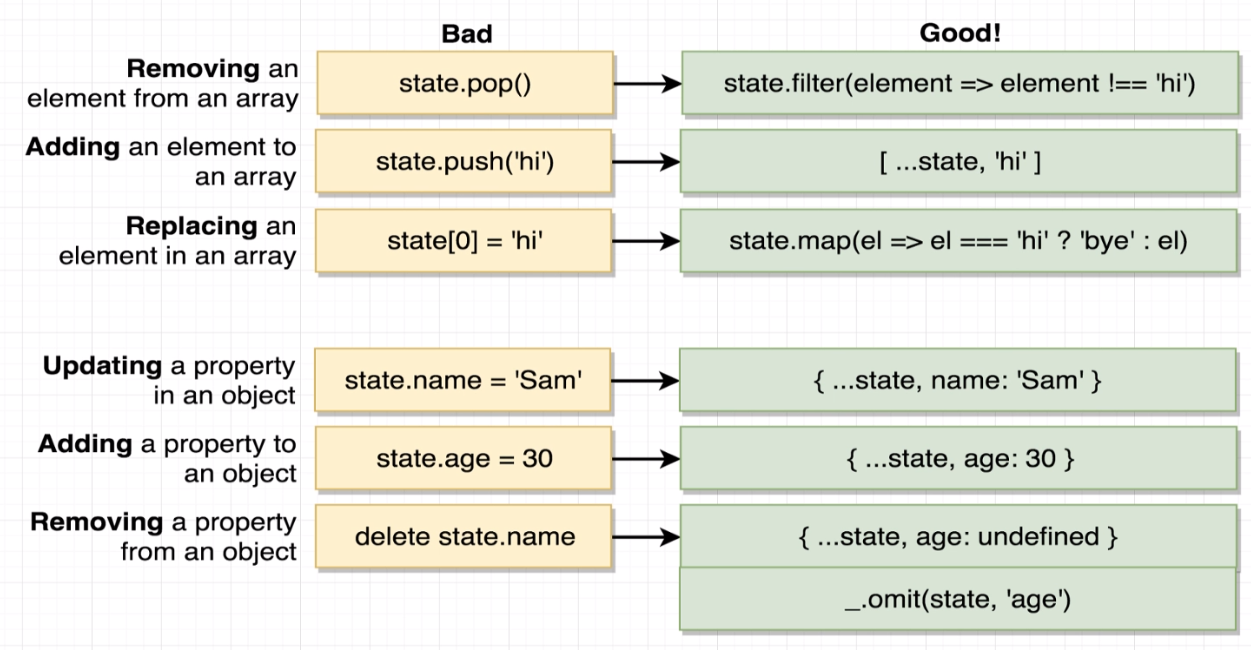 Bad
Good!
Removing an
element from an array
state.pop()
state.filter(element => element !== 'hi')
Adding an element to
an array
state.push('hi')
[ ...state, 'hi' ]
Replacing an
element in an array
state[0] = 'hi'
state.map(el => el === 'hi' ? 'bye' : el)
Updating a property
in an object
state.name = 'Sam'
{ ...state, name: 'Sam' }
Adding a property to
an object
state.age = 30
{ ...state, age: 30 }
Removing a property
from an object
delete state.name
{ ...state, age: undefined }
_.omit(state, 'age')